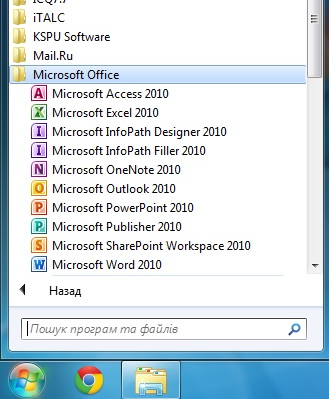 ICQ7.7
iTALC
KSPU Software
Mail.Ru
Microsoft Office
Microsoft Access 2010
Microsoft Excel 2010
Microsoft InfoPath Designer 2010
Microsoft InfoPath Filler 2010
Microsoft OneNote 2010
Microsoft Outlook 2010
Microsoft PowerPoint 2010
Microsoft Publisher 2010
Microsoft SharePoint Workspace 2010
Microsoft Word 2010
Назад
Пошук програм та файлів